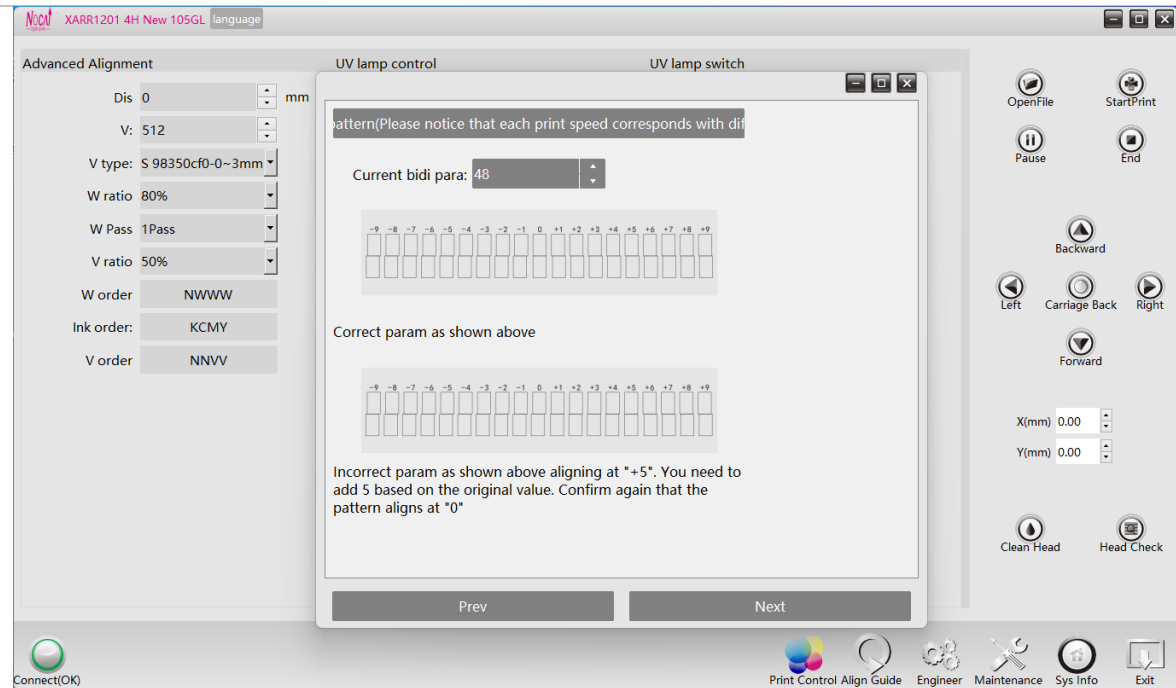 Nocai
XARR1201 4H New 105GL language
Advanced Alignment
UV lamp control
UV lamp switch
Dis 0 mm
V: 512
V type: S 98350cf0-0~3mm
W ratio 80%
W Pass 1Pass
V ratio 50%
W order NWWW
Ink order: KCMY
V order NNVV
pattern(Please notice that each print speed corresponds with dif
Current bidi para: 48
-9 -8 -7 -6 -5 -4 -3 -2 -1 0 +1 +2 +3 +4 +5 +6 +7 +8 +9
Correct param as shown above
-9 -8 -7 -6 -5 -4 -3 -2 -1 0 +1 +2 +3 +4 +5 +6 +7 +8 +9
Incorrect param as shown above aligning at "+5". You need to
add 5 based on the original value. Confirm again that the
pattern aligns at "0"
Prev
Next
OpenFile
StartPrint
Pause
End
Backward
Left
Carriage Back
Right
Forward
X(mm) 0.00
Y(mm) 0.00
Clean Head
Head Check
Connect(OK)
Print Control
Align Guide
Engineer
Maintenance
Sys Info
Exit